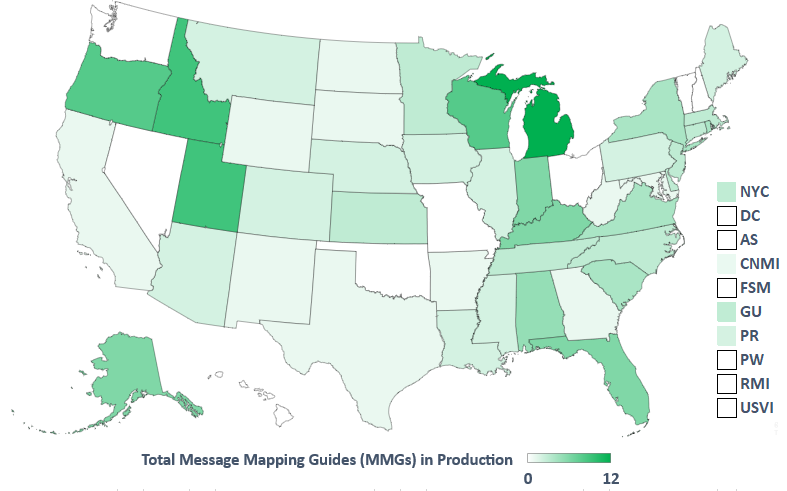 NYC
DC
AS
CNMI
FSM
GU
PR
PW
RMI
USVI
Total Message Mapping Guides (MMGs) in Production
0 12